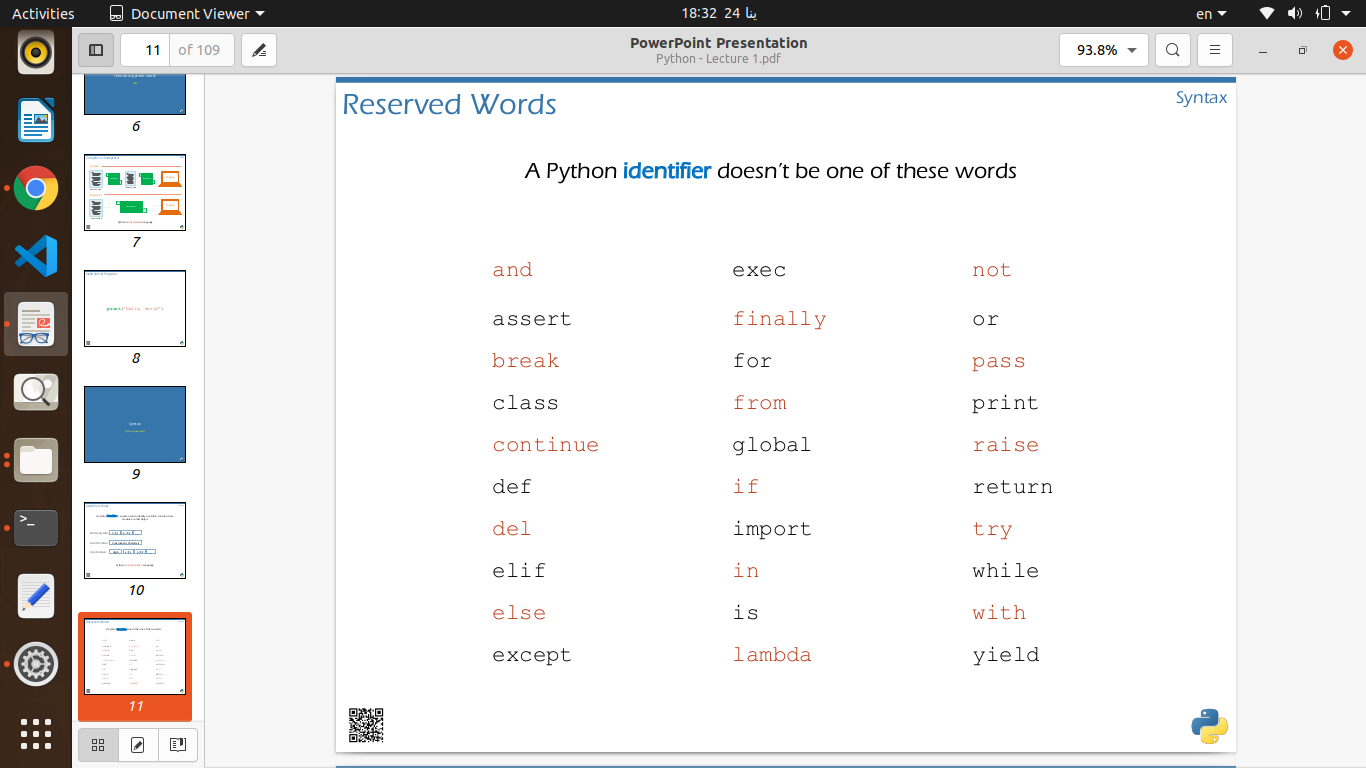 Activities Document Viewer 18:32 24 ينا en
11 of 109 PowerPoint Presentation 93.8%
Python - Lecture 1.pdf
6
7
8
print("Hello, World")
9
Syntax
10
11
Reserved Words Syntax
A Python identifier doesn't be one of these words
and exec not
assert finally or
break for pass
class from print
continue global raise
def if return
del import try
elif in while
else is with
except lambda yield